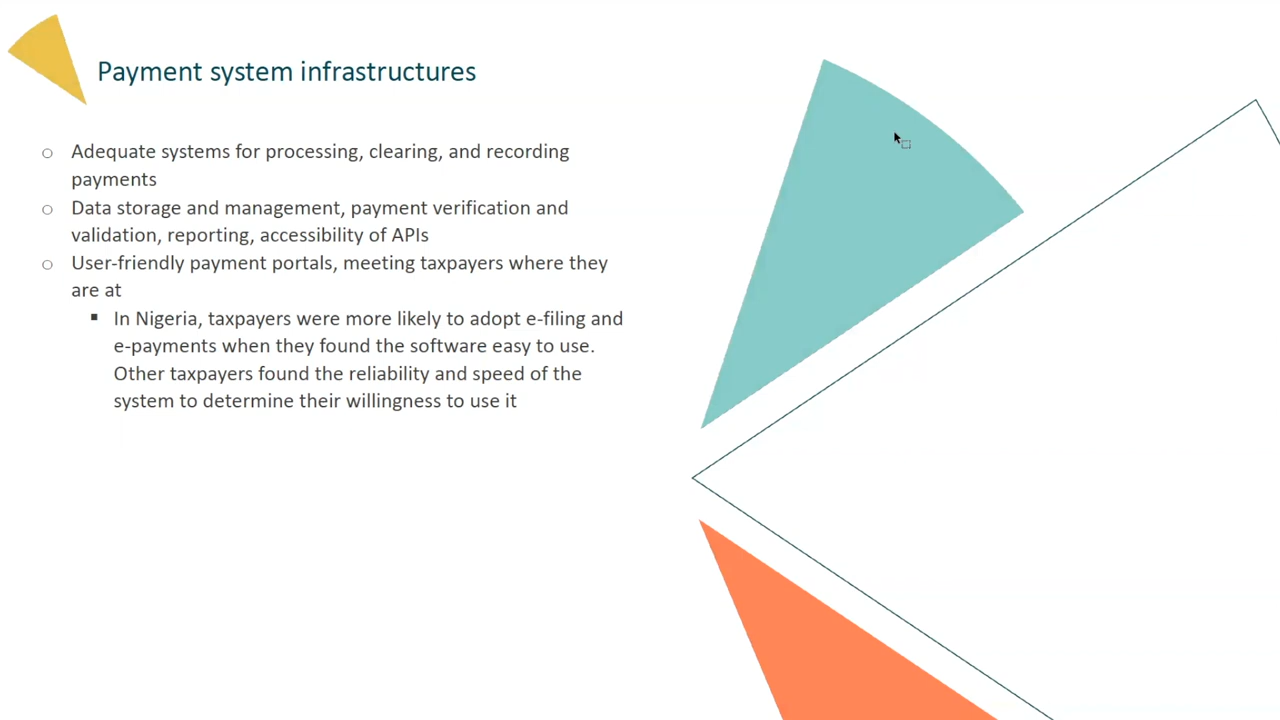 Payment system infrastructures
○ Adequate systems for processing, clearing, and recording
payments
○ Data storage and management, payment verification and
validation, reporting, accessibility of APIs
○ User-friendly payment portals, meeting taxpayers where they
are at
▪ In Nigeria, taxpayers were more likely to adopt e-filing and
e-payments when they found the software easy to use.
Other taxpayers found the reliability and speed of the
system to determine their willingness to use it